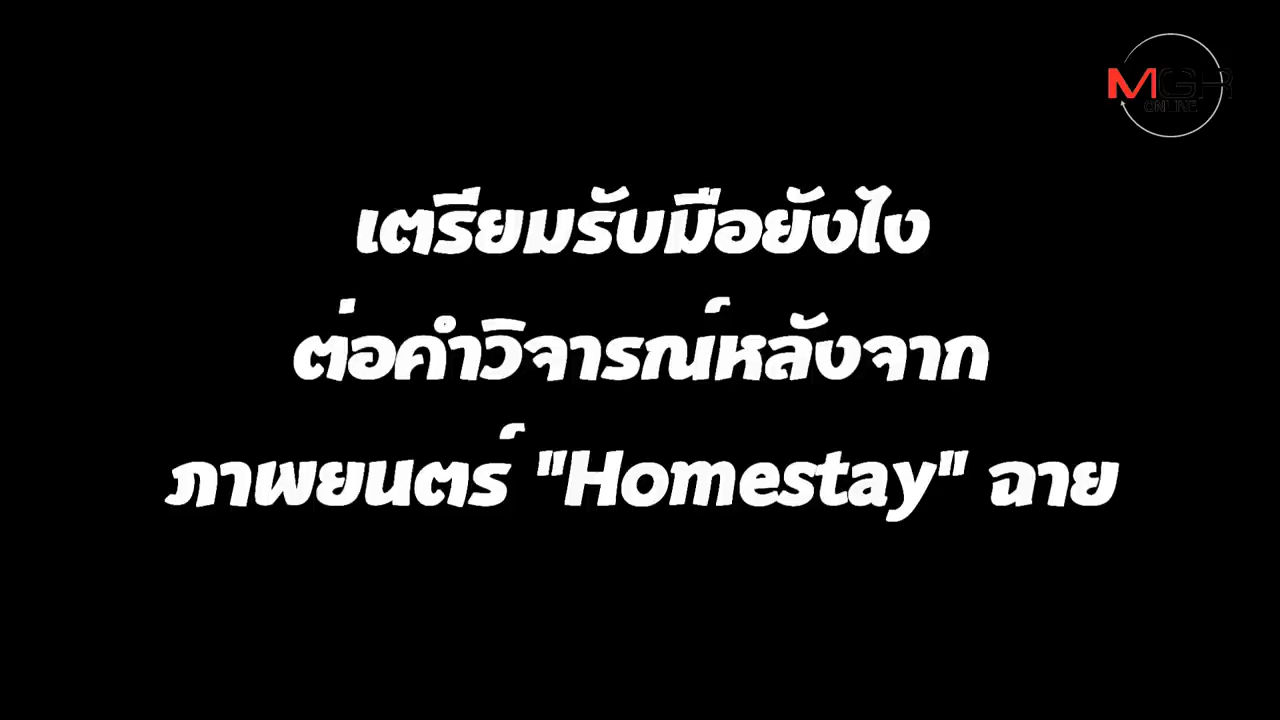 MGR
ONLINE
เตรียมรับมือยังไง
ต่อคำวิจารณ์หลังจาก
ภาพยนตร์ "Homestay" ฉาย